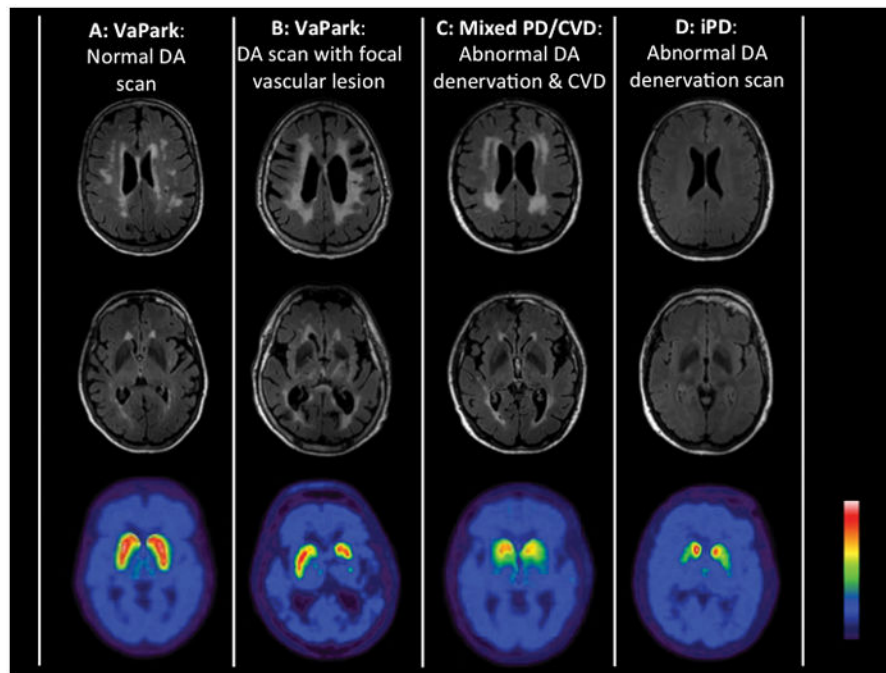 A: VaPark:
Normal DA
scan
B: VaPark:
DA scan with focal
vascular lesion
C: Mixed PD/CVD:
Abnormal DA
denervation & CVD
D: iPD:
Abnormal DA
denervation scan